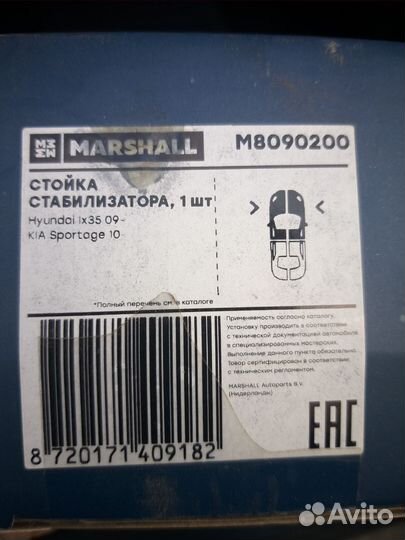 MARSHALL
M8090200
СТОЙКА
СТАБИЛИЗАТОРА, 1 шт
Hyundai Ix35 09-
KIA Sportage 10-
*Полный перечень см. в каталоге
Применяемость согласно каталогу.
Установку производить в соответствии
с технической документацией автомобиля
в специализированных мастерских.
Выполнение данного пункта обязательно.
Товар сертифицирован в соответствии
с техническим регламентом.
MARSHALL Autoparts B.V.
(Нидерланды)
8 720171 409182
EAC
Avito